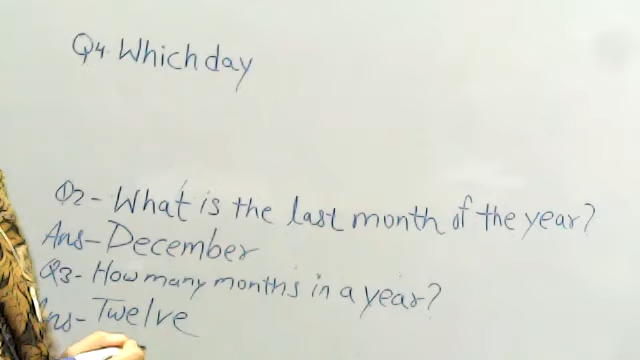 Q4. Which day
Q2- What is the last month of the year?
Ans- December
Q3- How many months in a year?
Ans- Twelve